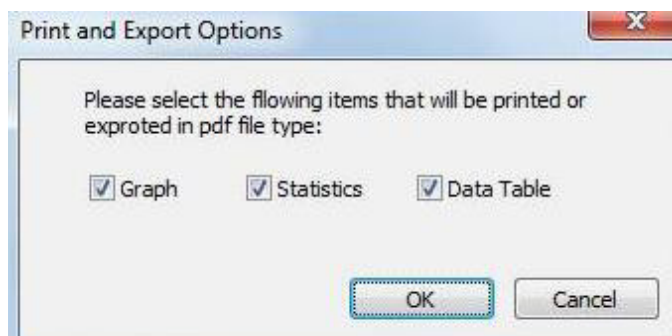 Print and Export Options
Please select the fllowing items that will be printed or
exproted in pdf file type:
Graph Statistics Data Table
OK Cancel